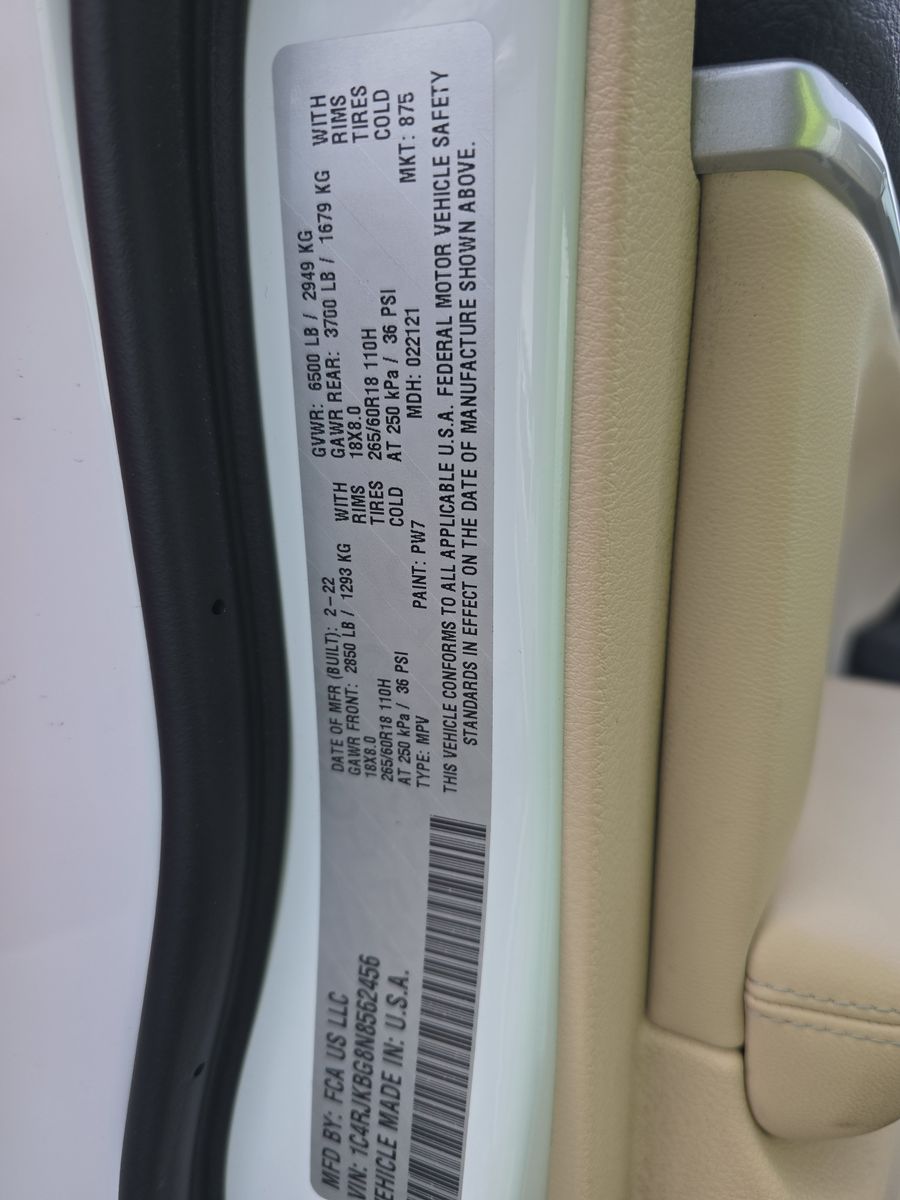 MFD BY: FCA US LLC
VIN: 1C4RJKBG8N8562456
VEHICLE MADE IN: U.S.A.
DATE OF MFR (BUILT): 2-22 GVWR: 6500 LB / 2949 KG
GAWR FRONT: 2850 LB / 1293 KG WITH GAWR REAR: 3700 LB / 1679 KG WITH
18X8.0 RIMS 18X8.0 RIMS
265/60R18 110H TIRES 265/60R18 110H TIRES
AT 250 kPa / 36 PSI COLD AT 250 kPa / 36 PSI COLD
TYPE: MPV PAINT: PW7 MDH: 022121 MKT: 875
THIS VEHICLE CONFORMS TO ALL APPLICABLE U.S.A. FEDERAL MOTOR VEHICLE SAFETY
STANDARDS IN EFFECT ON THE DATE OF MANUFACTURE SHOWN ABOVE.